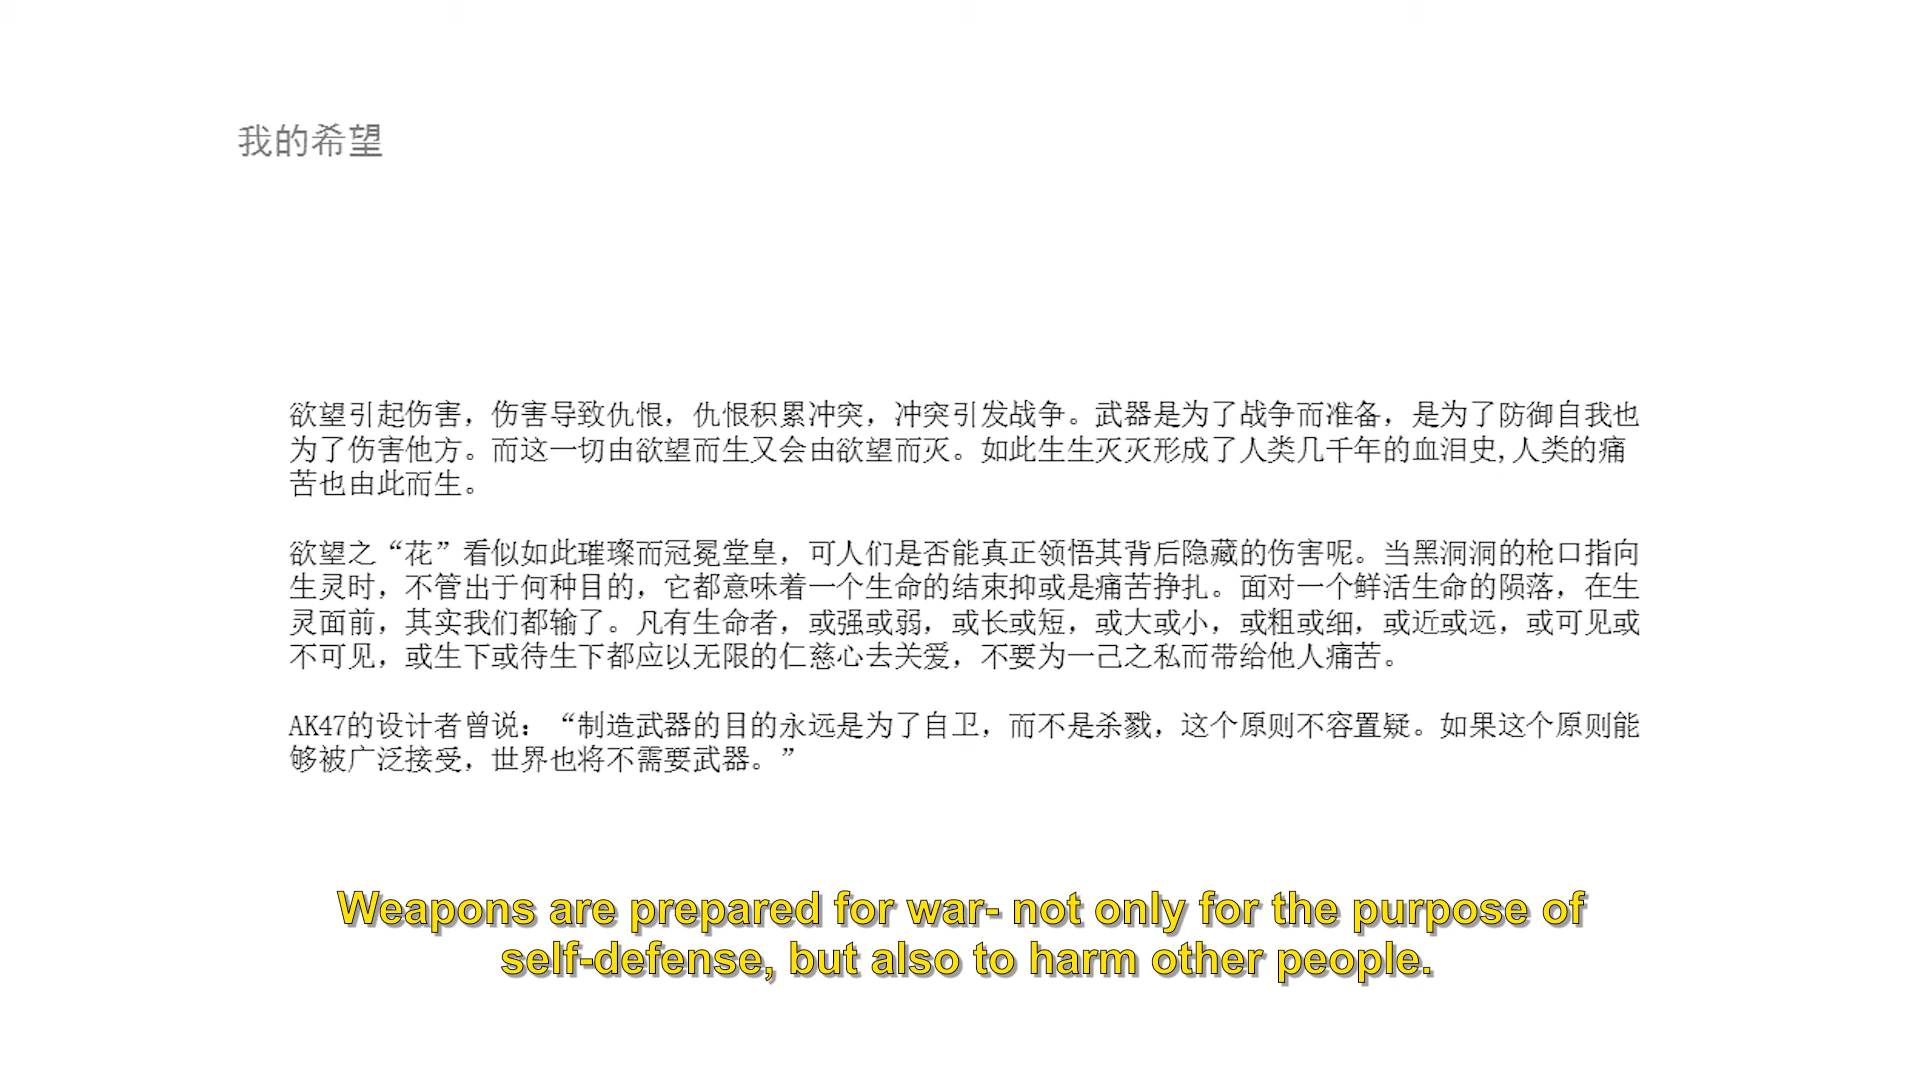 我的希望
欲望引起伤害，伤害导致仇恨，仇恨积累冲突，冲突引发战争。武器是为了战争而准备，是为了防御自我也
为了伤害他方。而这一切由欲望而生又会由欲望而灭。如此生生灭灭形成了人类几千年的血泪史,人类的痛
苦也由此而生。
欲望之“花”看似如此璀璨而冠冕堂皇，可人们是否能真正领悟其背后隐藏的伤害呢。当黑洞洞的枪口指向
生灵时，不管出于何种目的，它都意味着一个生命的结束抑或是痛苦挣扎。面对一个鲜活生命的陨落，在生
灵面前，其实我们都输了。凡有生命者，或强或弱，或长或短，或大或小，或粗或细，或近或远，或可见或
不可见，或生下或待生下都应以无限的仁慈心去关爱，不要为一己之私而带给他人痛苦。
AK47的设计者曾说：“制造武器的目的永远是为了自卫，而不是杀戮，这个原则不容置疑。如果这个原则能
够被广泛接受，世界也将不需要武器。”
Weapons are prepared for war- not only for the purpose of
self-defense, but also to harm other people.